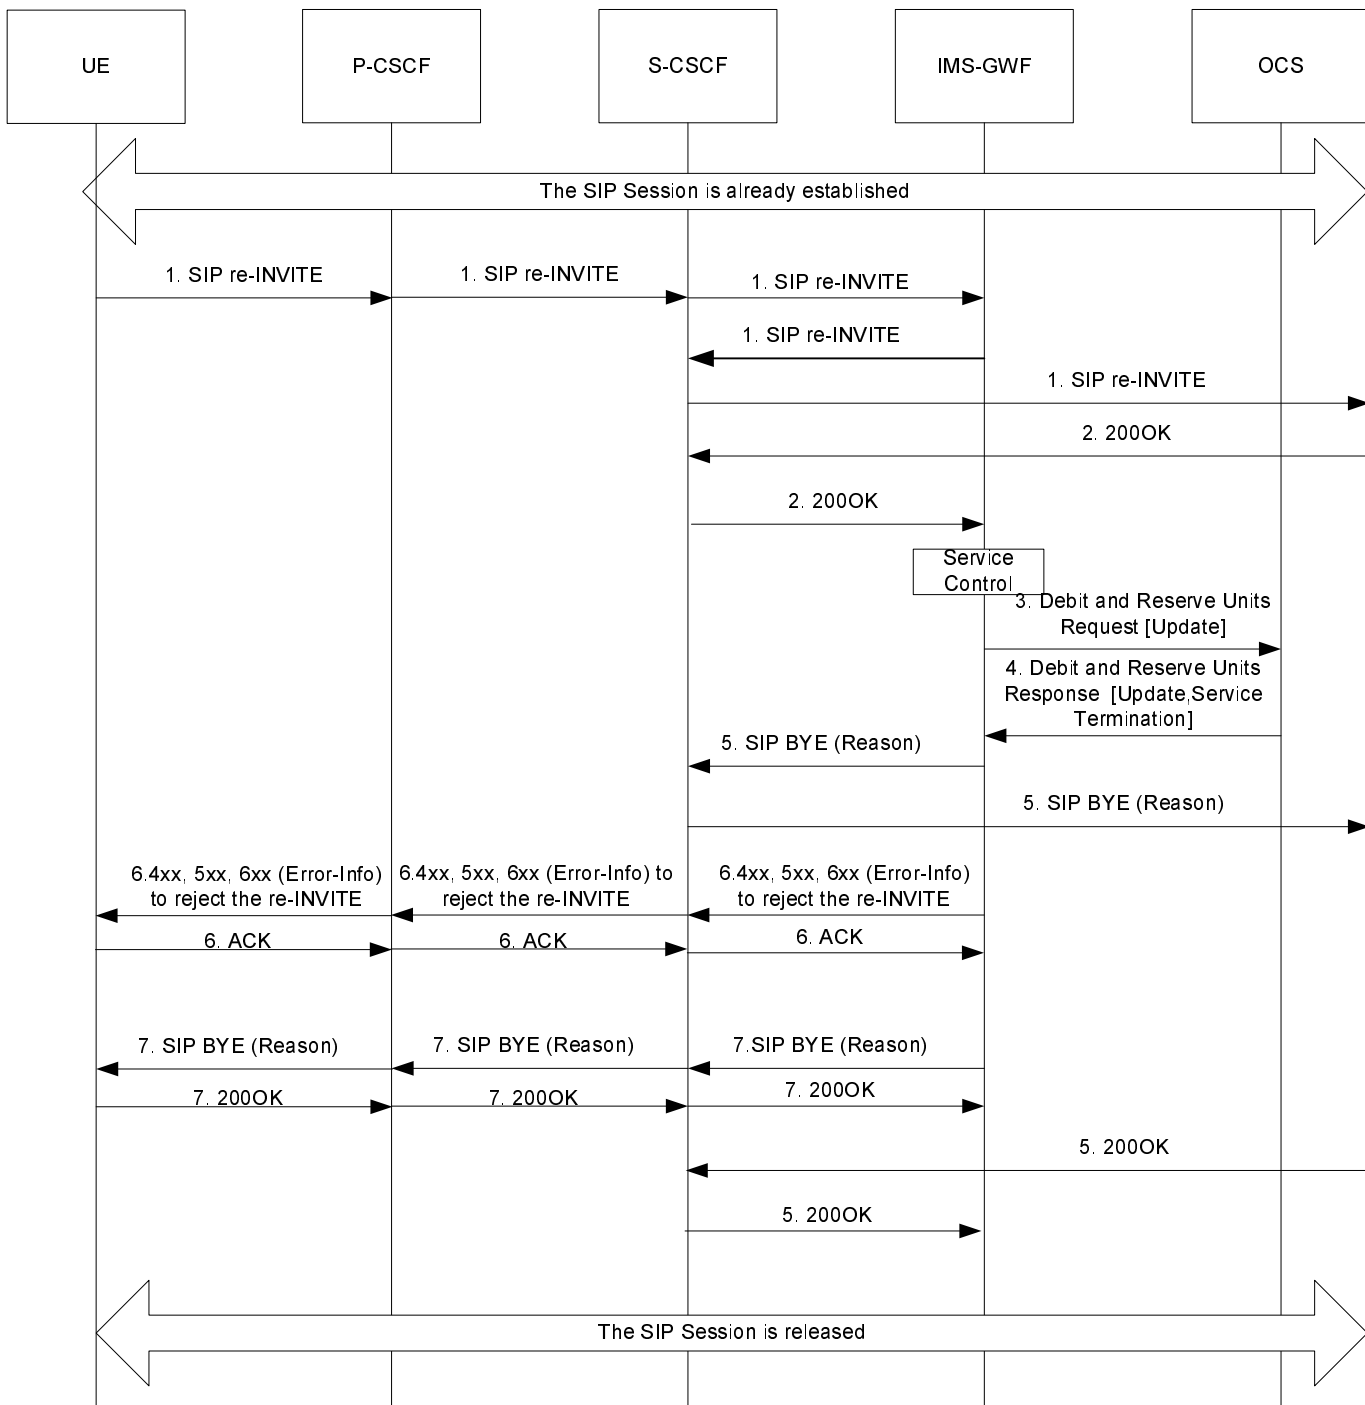 UE
P-CSCF
S-CSCF
IMS-GWF
OCS
The SIP Session is already established
1. SIP re-INVITE
1. SIP re-INVITE
1. SIP re-INVITE
1. SIP re-INVITE
1. SIP re-INVITE
2. 200OK
2. 200OK
Service
Control
3. Debit and Reserve Units
Request [Update]
4. Debit and Reserve Units
Response [Update,Service
Termination]
5. SIP BYE (Reason)
5. SIP BYE (Reason)
6.4xx, 5xx, 6xx (Error-Info)
to reject the re-INVITE
6.4xx, 5xx, 6xx (Error-Info) to
reject the re-INVITE
6.4xx, 5xx, 6xx (Error-Info)
to reject the re-INVITE
6. ACK
6. ACK
6. ACK
7. SIP BYE (Reason)
7. SIP BYE (Reason)
7.SIP BYE (Reason)
7. 200OK
7. 200OK
7. 200OK
5. 200OK
5. 200OK
The SIP Session is released